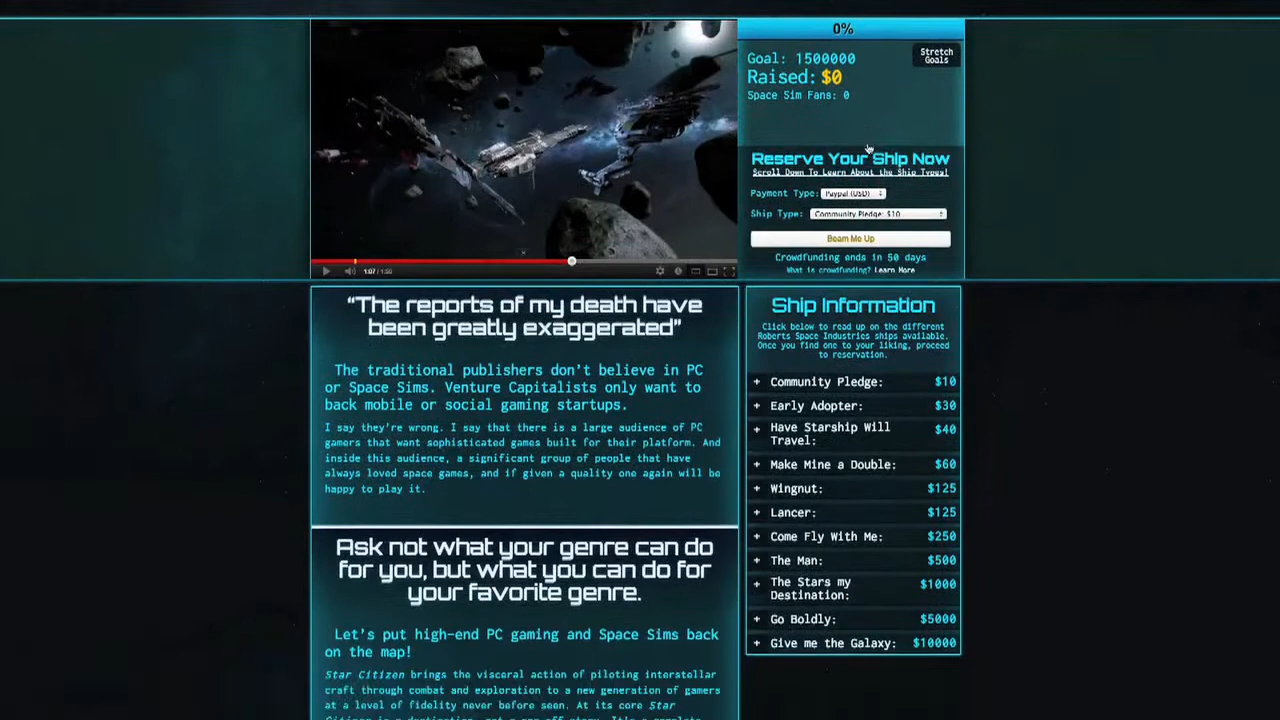 0%
Goal: 1500000
Stretch
Goals
Raised: $0
Space Sim Fans: 0
Reserve Your Ship Now
Scroll Down To Learn About the Ship Types!
Payment Type: Paypal (USD)
Ship Type: Community Pledge: $10
Beam Me Up
Crowdfunding ends in 50 days
What is crowdfunding? Learn More
“The reports of my death have
been greatly exaggerated”
The traditional publishers don’t believe in PC
or Space Sims. Venture Capitalists only want to
back mobile or social gaming startups.
I say they’re wrong. I say that there is a large audience of PC
gamers that want sophisticated games built for their platform. And
inside this audience, a significant group of people that have
always loved space games, and if given a quality one again will be
happy to play it.
Ask not what your genre can do
for you, but what you can do for
your favorite genre.
Let’s put high-end PC gaming and Space Sims back
on the map!
Star Citizen brings the visceral action of piloting interstellar
craft through combat and exploration to a new generation of gamers
at a level of fidelity never before seen. At its core Star
Ship Information
Click below to read up on the different
Roberts Space Industries ships available.
Once you find one to your liking, proceed
to reservation.
+ Community Pledge: $10
+ Early Adopter: $30
+ Have Starship Will $40
Travel:
+ Make Mine a Double: $60
+ Wingnut: $125
+ Lancer: $125
+ Come Fly With Me: $250
+ The Man: $500
+ The Stars my $1000
Destination:
+ Go Boldly: $5000
+ Give me the Galaxy: $10000